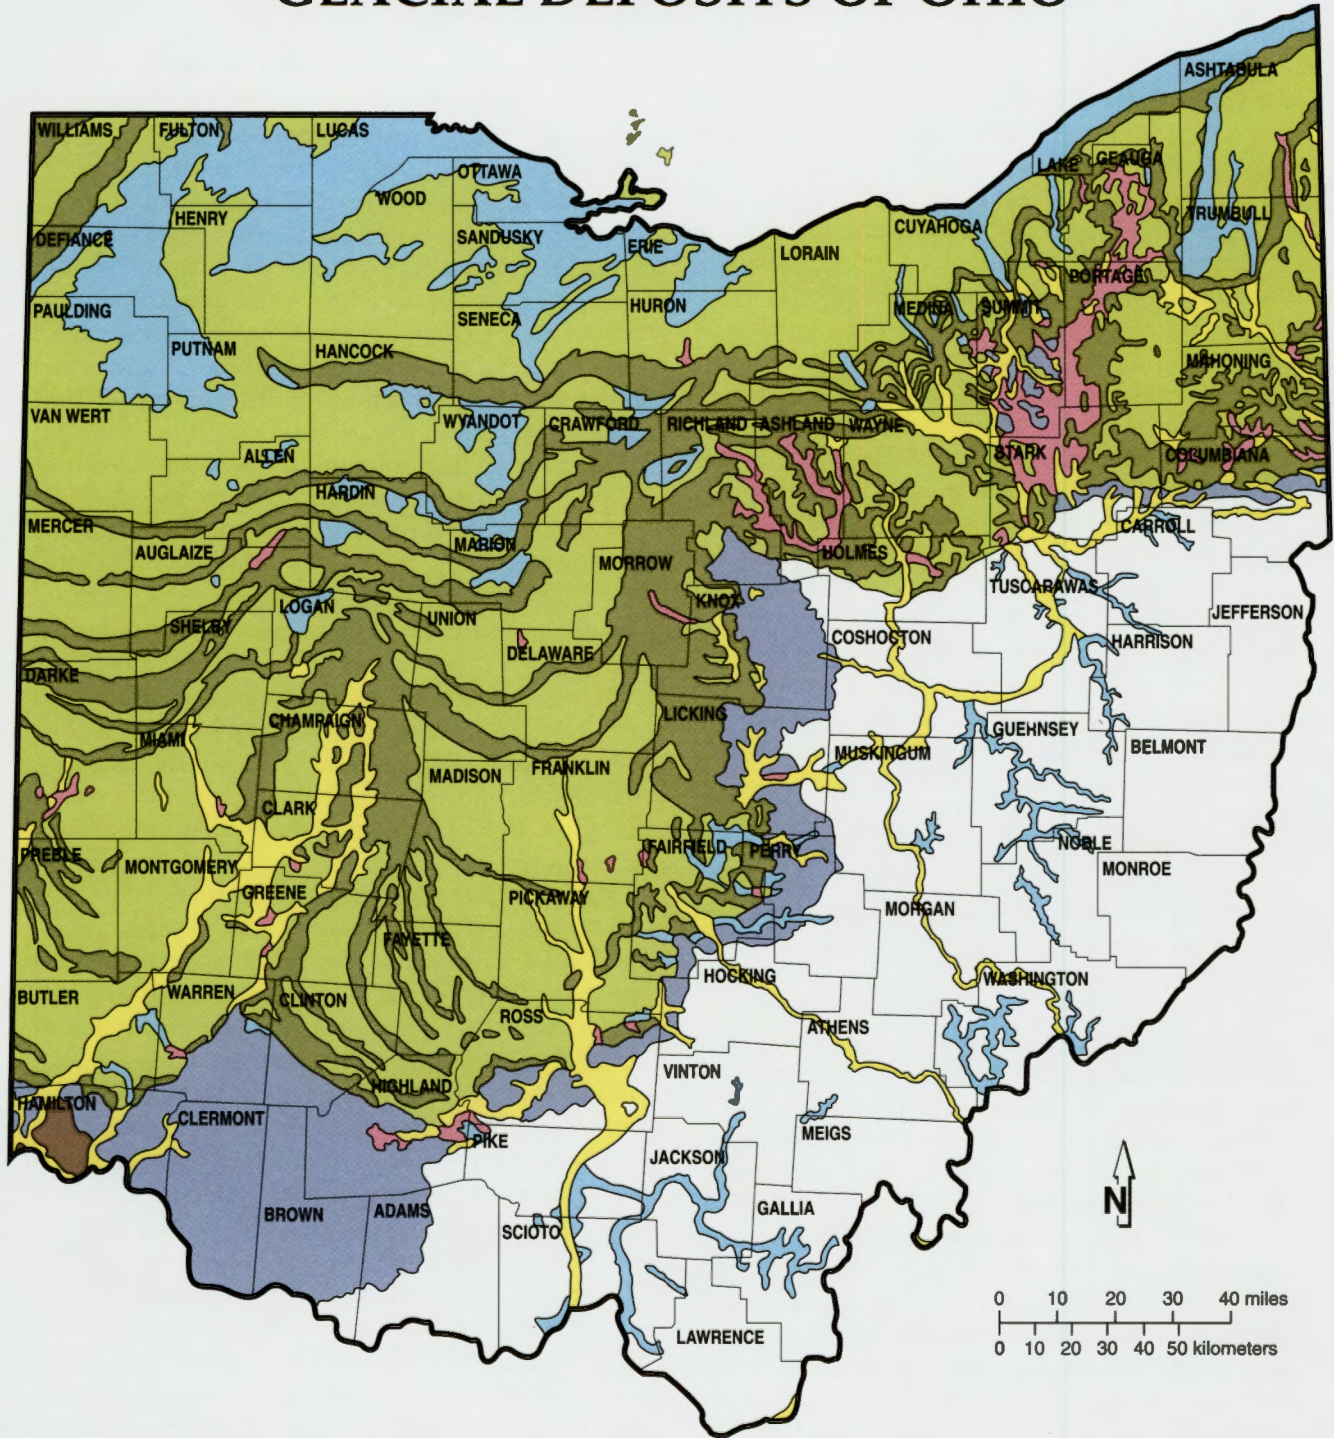 GLACIAL DEPOSITS OF OHIO
ASHTABULA
WILLIAMS
FULTON
LUCAS
LAKE
GEAUGA
OTTAWA
WOOD
HENRY
TRUMBULL
CUYAHOGA
DEFIANCE
SANDUSKY
ERIE
LORAIN
PORTAGE
PAULDING
SENECA
HURON
MEDINA
SUMMIT
PUTNAM
HANCOCK
MAHONING
VAN WERT
WYANDOT
CRAWFORD
RICHLAND
ASHLAND
WAYNE
ALLEN
STARK
COLUMBIANA
HARDIN
MERCER
AUGLAIZE
MARION
CARROLL
MORROW
HOLMES
TUSCARAWAS
KNOX
LOGAN
UNION
JEFFERSON
SHELBY
COSHOCTON
HARRISON
DELAWARE
DARKE
CHAMPAIGN
LICKING
GUERNSEY
MIAMI
MUSKINGUM
BELMONT
FRANKLIN
MADISON
CLARK
NOBLE
PREBLE
FAIRFIELD
PERRY
MONTGOMERY
MONROE
GREENE
PICKAWAY
MORGAN
FAYETTE
HOCKING
WASHINGTON
BUTLER
WARREN
CLINTON
ROSS
ATHENS
VINTON
HIGHLAND
HAMILTON
CLERMONT
PIKE
MEIGS
JACKSON
N
BROWN
ADAMS
GALLIA
SCIOTO
0 10 20 30 40 miles
LAWRENCE
0 10 20 30 40 50 kilometers